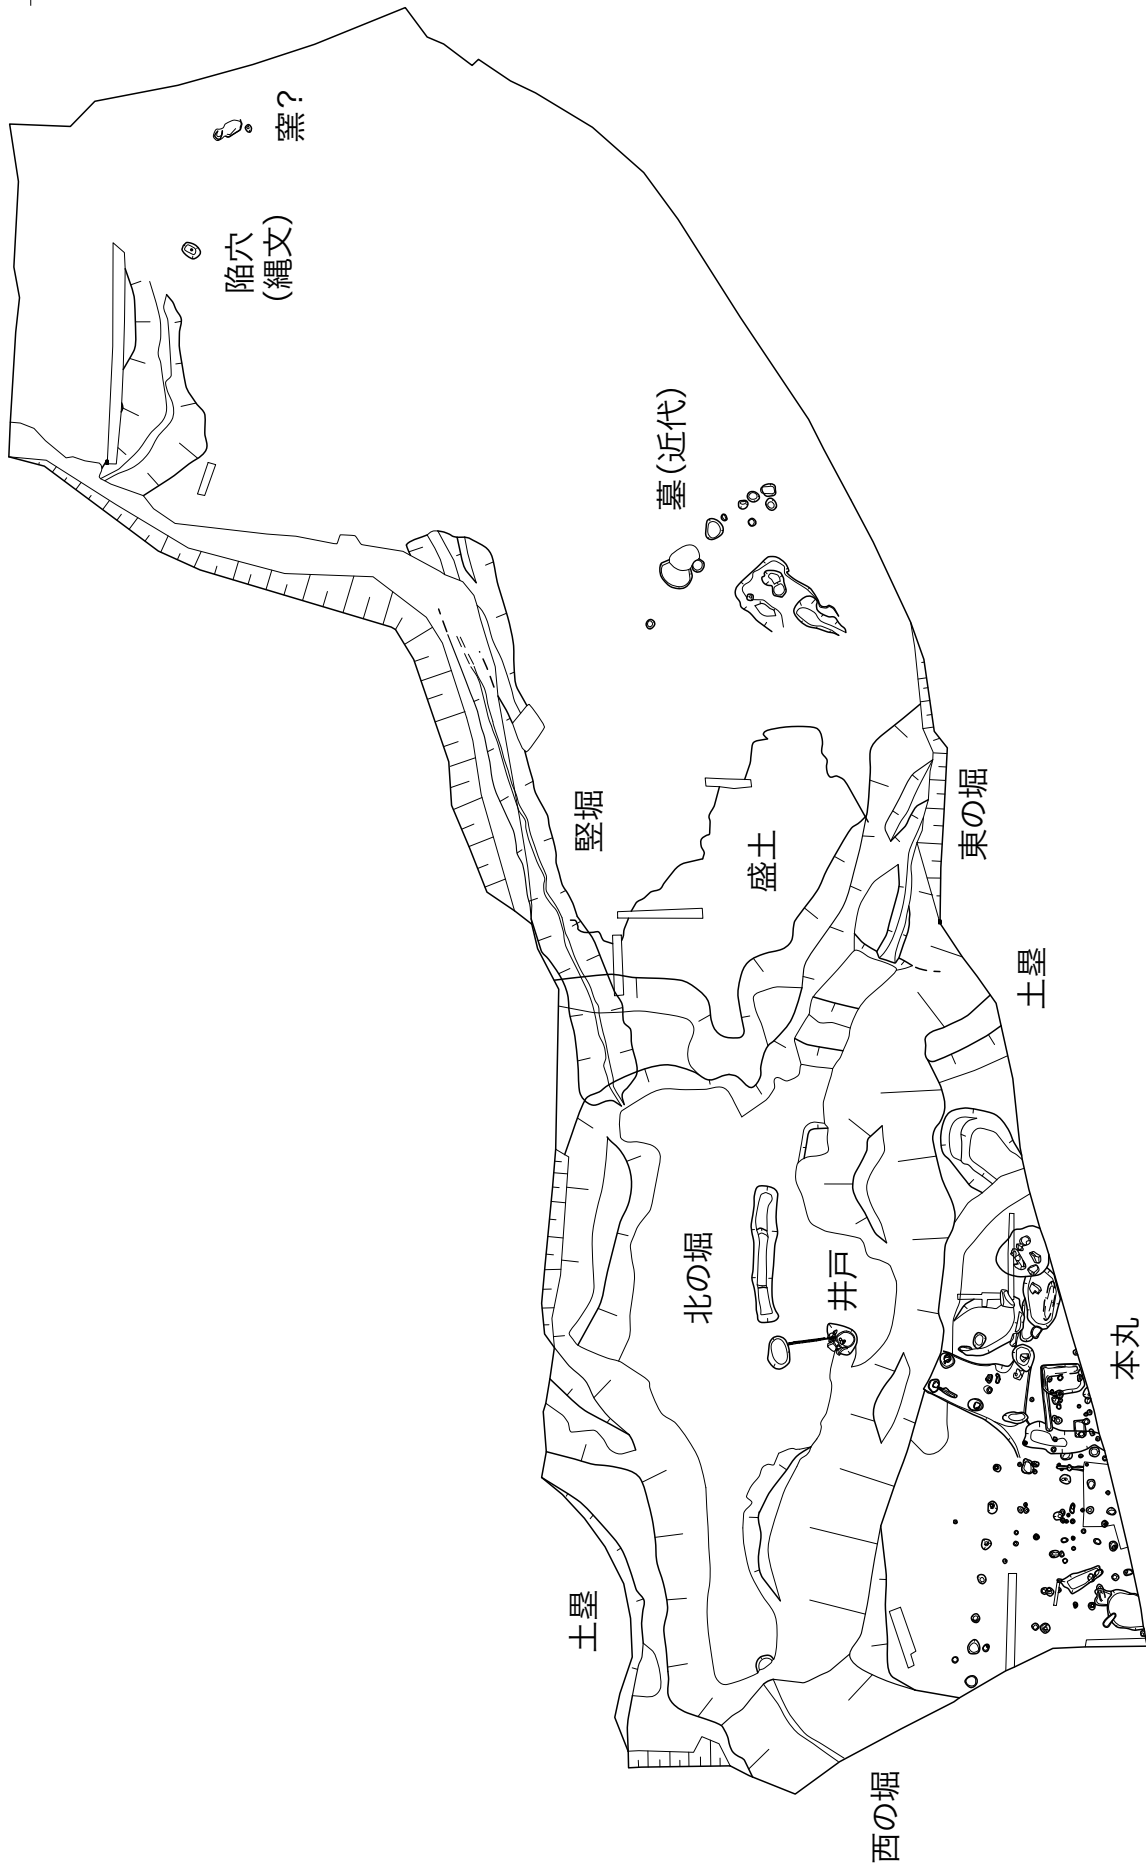 窯?
陥穴
(縄文)
墓(近代)
竪堀
盛土
東の堀
土塁
北の堀
井戸
本丸
土塁
西の堀